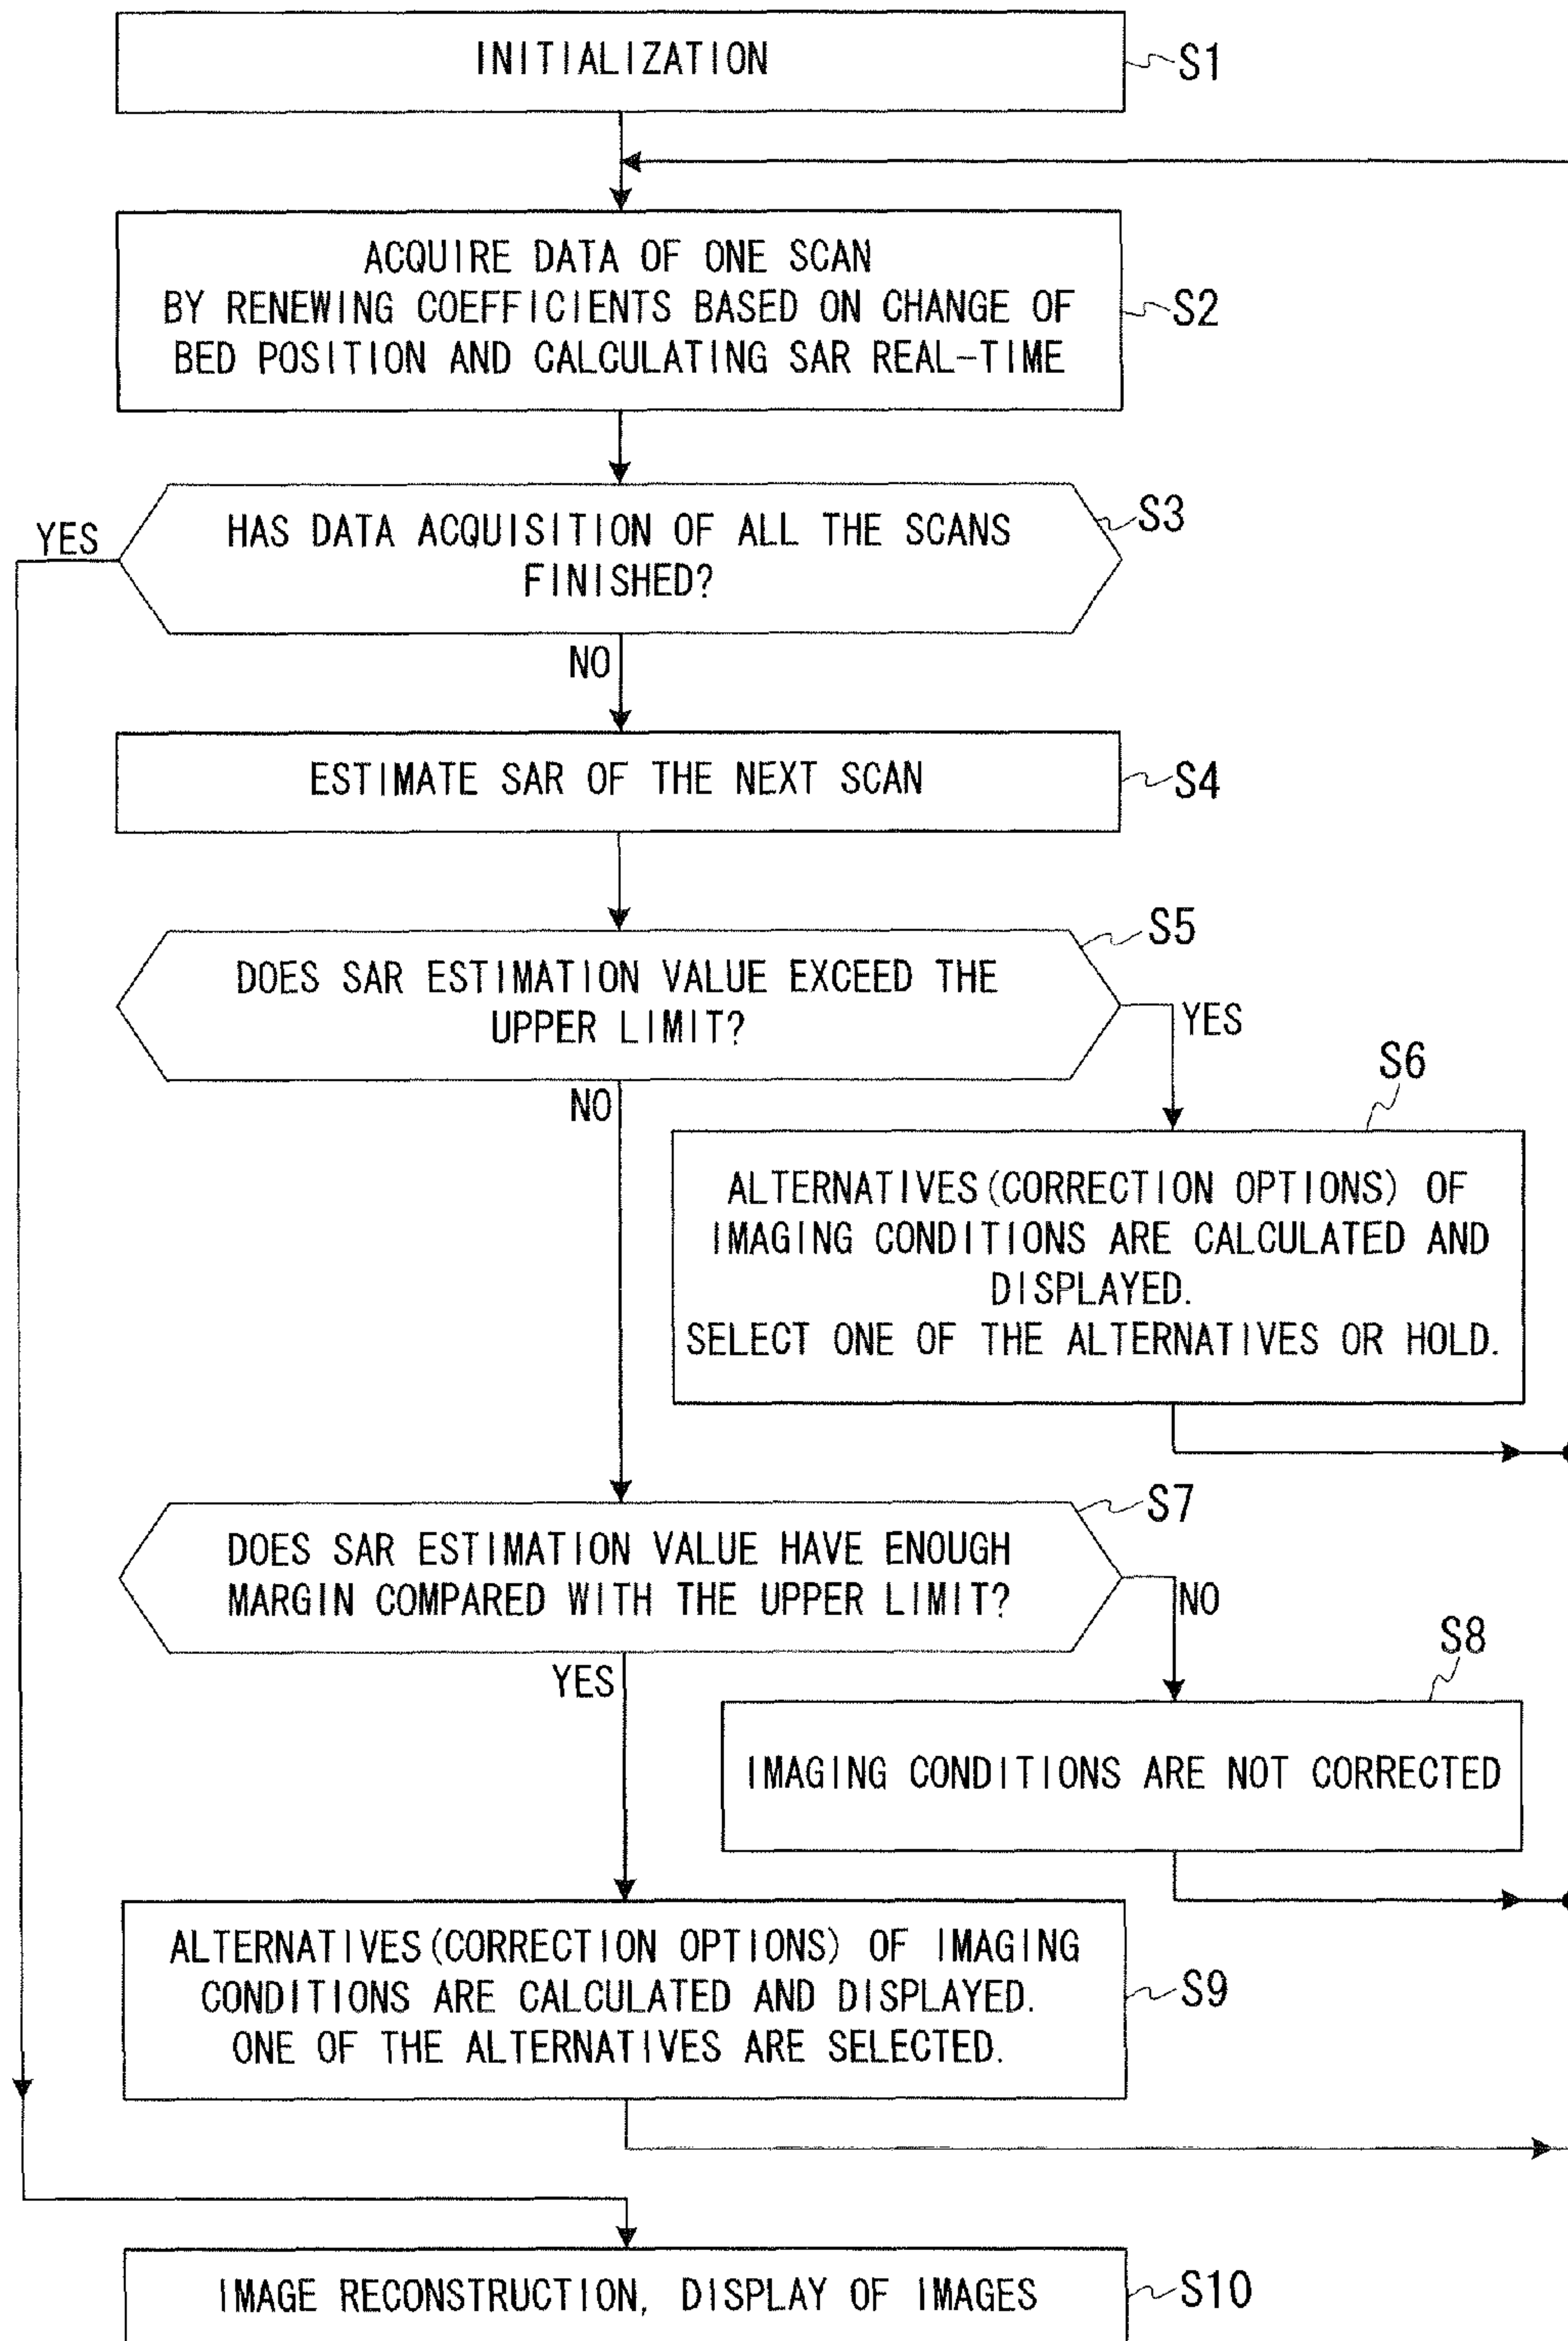 INITIALIZATION
S1
ACQUIRE DATA OF ONE SCAN
BY RENEWING COEFFICIENTS BASED ON CHANGE OF
BED POSITION AND CALCULATING SAR REAL-TIME
S2
HAS DATA ACQUISITION OF ALL THE SCANS
FINISHED?
S3
YES
NO
ESTIMATE SAR OF THE NEXT SCAN
S4
DOES SAR ESTIMATION VALUE EXCEED THE
UPPER LIMIT?
S5
YES
NO
S6
ALTERNATIVES(CORRECTION OPTIONS) OF
IMAGING CONDITIONS ARE CALCULATED AND
DISPLAYED.
SELECT ONE OF THE ALTERNATIVES OR HOLD.
DOES SAR ESTIMATION VALUE HAVE ENOUGH
MARGIN COMPARED WITH THE UPPER LIMIT?
S7
NO
YES
S8
IMAGING CONDITIONS ARE NOT CORRECTED
ALTERNATIVES(CORRECTION OPTIONS) OF IMAGING
CONDITIONS ARE CALCULATED AND DISPLAYED.
ONE OF THE ALTERNATIVES ARE SELECTED.
S9
IMAGE RECONSTRUCTION, DISPLAY OF IMAGES
S10